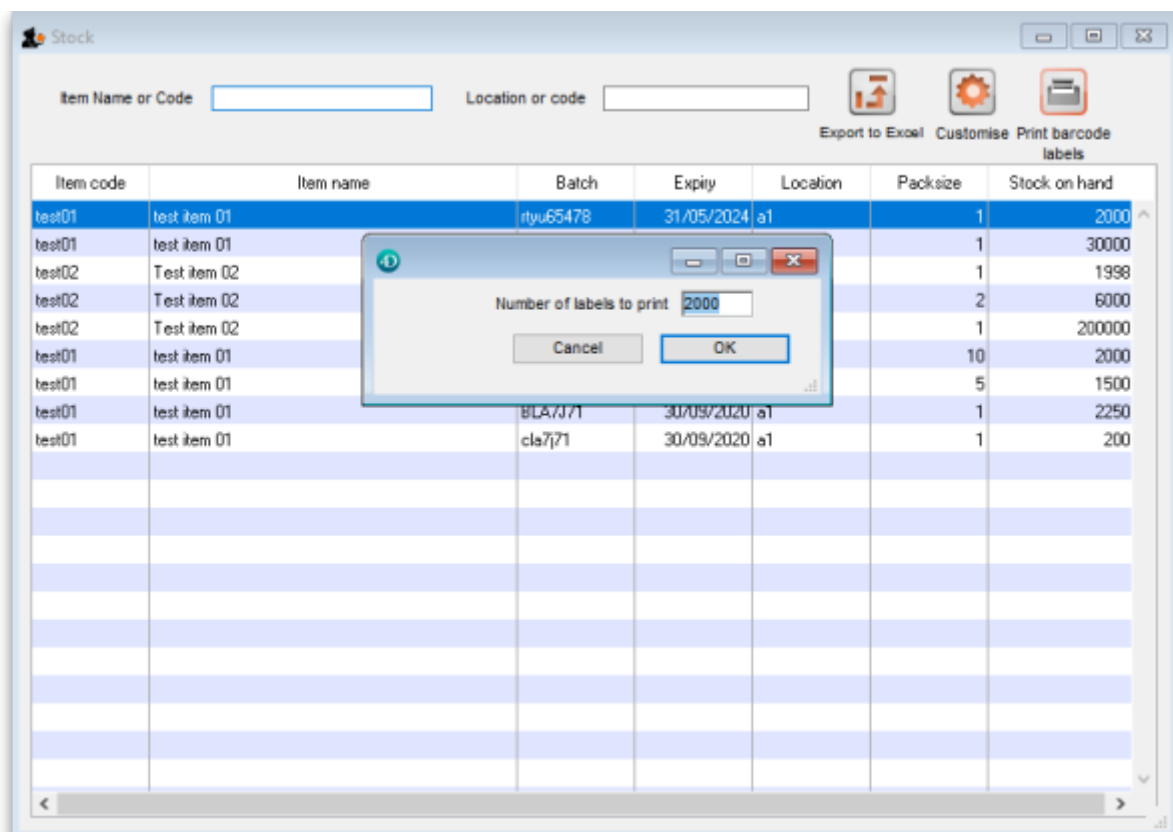 Stock
Item Name or Code Location or code
Export to Excel Customise Print barcode
labels
Item code Item name Batch Expiry Location Packsize Stock on hand
test01 test item 01 rtyu65478 31/05/2024 a1 1 2000
test01 test item 01 1 30000
test02 Test item 02 1 1998
test02 Test item 02 2 6000
test02 Test item 02 1 200000
test01 test item 01 10 2000
test01 test item 01 5 1500
test01 test item 01 BLA7J71 30/09/2020 a1 1 2250
test01 test item 01 cla7j71 30/09/2020 a1 1 200
4D
Number of labels to print 2000
Cancel OK